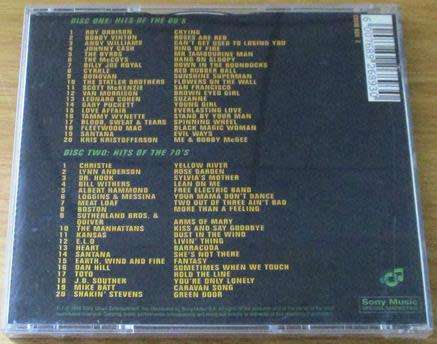 DISC ONE: HITS OF THE 60'S
1 ROY ORBISON CRYING
2 BOBBY VINTON ROSES ARE RED
3 ANDY WILLIAMS CAN'T GET USED TO LOSING YOU
4 JOHNNY CASH RING OF FIRE
5 THE BYRDS MR TAMBOURINE MAN
6 THE McCOYS HANG ON SLOOPY
7 BILLY JOE ROYAL DOWN IN THE BOONDOCKS
8 CYRKLE RED RUBBER BALL
9 DONOVAN SUNSHINE SUPERMAN
10 THE STATLER BROTHERS FLOWERS ON THE WALL
11 SCOTT McKENZIE SAN FRANCISCO
12 VAN MORRISON BROWN EYED GIRL
13 LEONARD COHEN SUZANNE
14 GARY PUCKETT YOUNG GIRL
15 LOVE AFFAIR EVERLASTING LOVE
16 TAMMY WYNETTE STAND BY YOUR MAN
17 BLOOD, SWEAT & TEARS SPINNING WHEEL
18 FLEETWOOD MAC BLACK MAGIC WOMAN
19 SANTANA EVIL WAYS
20 KRIS KRISTOFFERSON ME & BOBBY McGEE
DISC TWO: HITS OF THE 70'S
1 CHRISTIE YELLOW RIVER
2 LYNN ANDERSON ROSE GARDEN
3 DR. HOOK SYLVIA'S MOTHER
4 BILL WITHERS LEAN ON ME
5 ALBERT HAMMOND FREE ELECTRIC BAND
6 LOGGINS & MESSINA YOUR MAMA DON'T DANCE
7 MEAT LOAF TWO OUT OF THREE AIN'T BAD
8 BOSTON MORE THAN A FEELING
9 SUTHERLAND BROS. &
QUIVER ARMS OF MARY
10 THE MANHATTANS KISS AND SAY GOODBYE
11 KANSAS DUST IN THE WIND
12 E.L.O LIVIN' THING
13 HEART BARRACUDA
14 SANTANA SHE'S NOT THERE
15 EARTH, WIND AND FIRE FANTASY
16 DAN HILL SOMETIMES WHEN WE TOUCH
17 TOTO HOLD THE LINE
18 J.D. SOUTHER YOU'RE ONLY LONELY
19 MIKE BATT CARAVAN SONG
20 SHAKIN' STEVENS GREEN DOOR
Sony Music